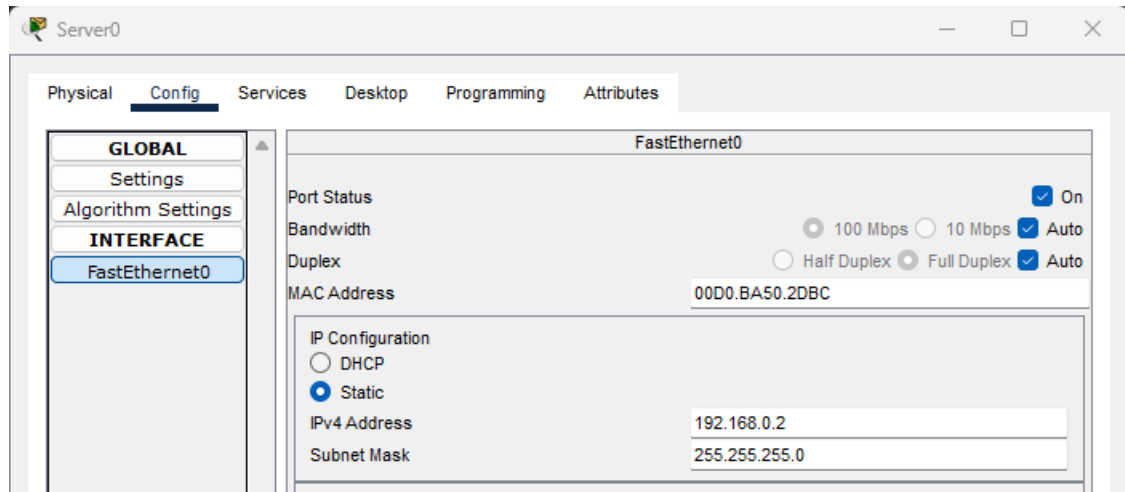 Server0
Physical Config Services Desktop Programming Attributes
GLOBAL
Settings
Algorithm Settings
INTERFACE
FastEthernet0
FastEthernet0
Port Status On
Bandwidth 100 Mbps 10 Mbps Auto
Duplex Half Duplex Full Duplex Auto
MAC Address 00D0.BA50.2DBC
IP Configuration
DHCP
Static
IPv4 Address 192.168.0.2
Subnet Mask 255.255.255.0